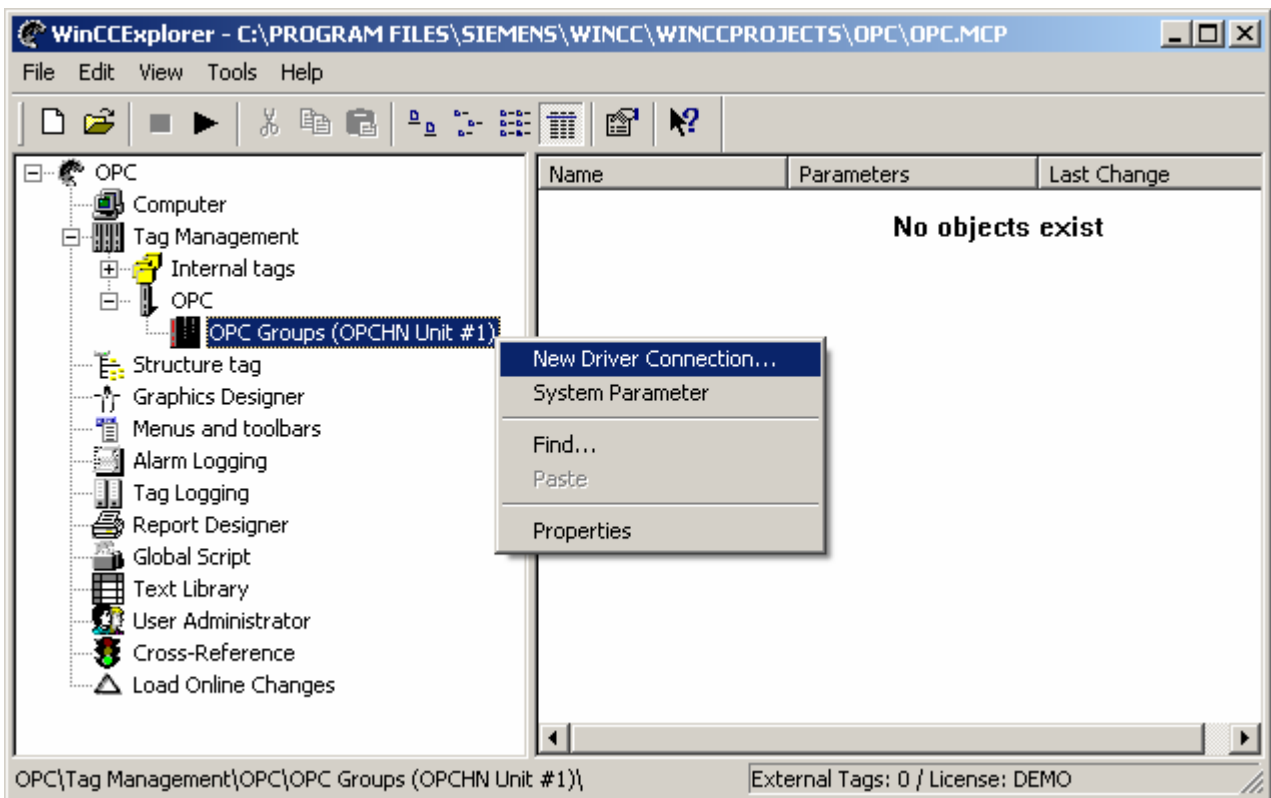 WinCCExplorer - C:\PROGRAM FILES\SIEMENS\WINCC\WINCCPROJECTS\OPC\OPC.MCP
File Edit View Tools Help
OPC
Computer
Tag Management
Internal tags
OPC
OPC Groups (OPCHN Unit #1)
Structure tag
Graphics Designer
Menus and toolbars
Alarm Logging
Tag Logging
Report Designer
Global Script
Text Library
User Administrator
Cross-Reference
Load Online Changes
Name Parameters Last Change
No objects exist
New Driver Connection...
System Parameter
Find...
Paste
Properties
OPC\Tag Management\OPC\OPC Groups (OPCHN Unit #1)\ External Tags: 0 / License: DEMO